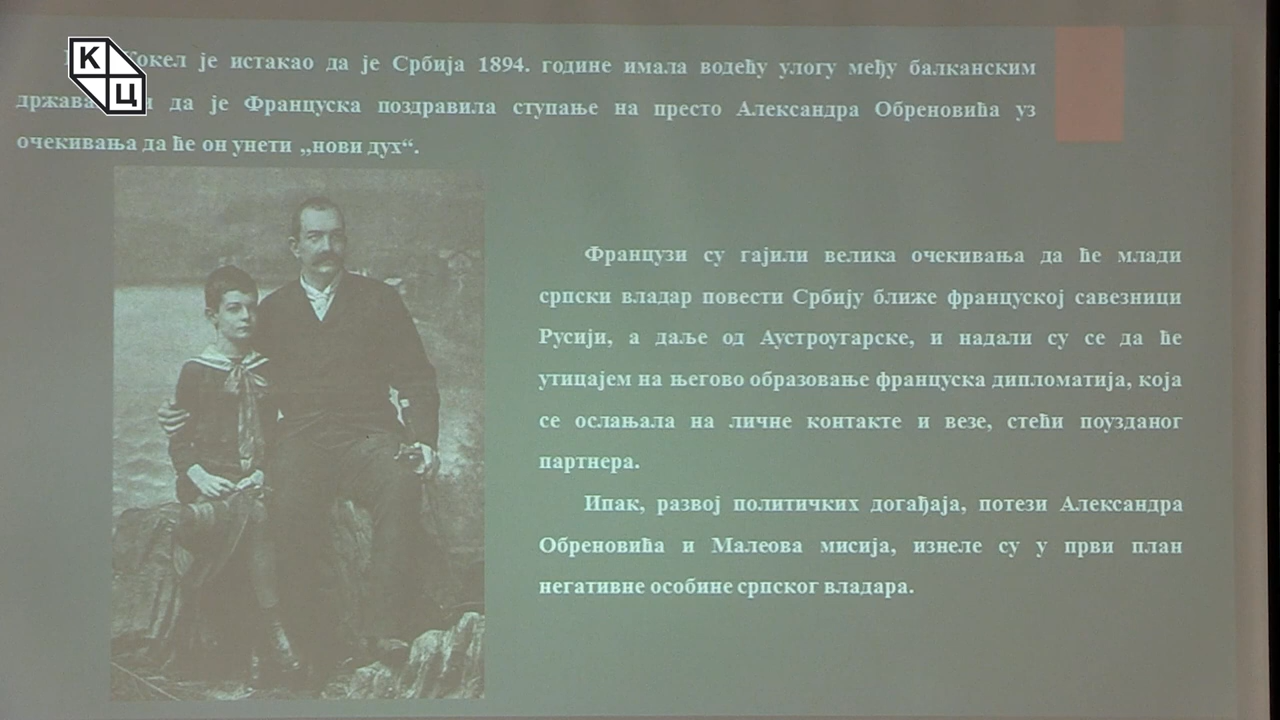 К
Ц
је истакао да је Србија 1894. године имала водећу улогу међу балканским
да је Француска поздравила ступање на престо Александра Обреновића уз
очекивања да ће он унети „нови дух“.
Французи су гајили велика очекивања да ће млади
српски владар повести Србију ближе француској савезници
Русији, а даље од Аустроугарске, и надали су се да ће
утицајем на његово образовање француска дипломатија, која
се ослањала на личне контакте и везе, стећи поузданог
партнера.
Ипак, развој политичких догађаја, потези Александра
Обреновића и Малеова мисија, изнеле су у први план
негативне особине српског владара.